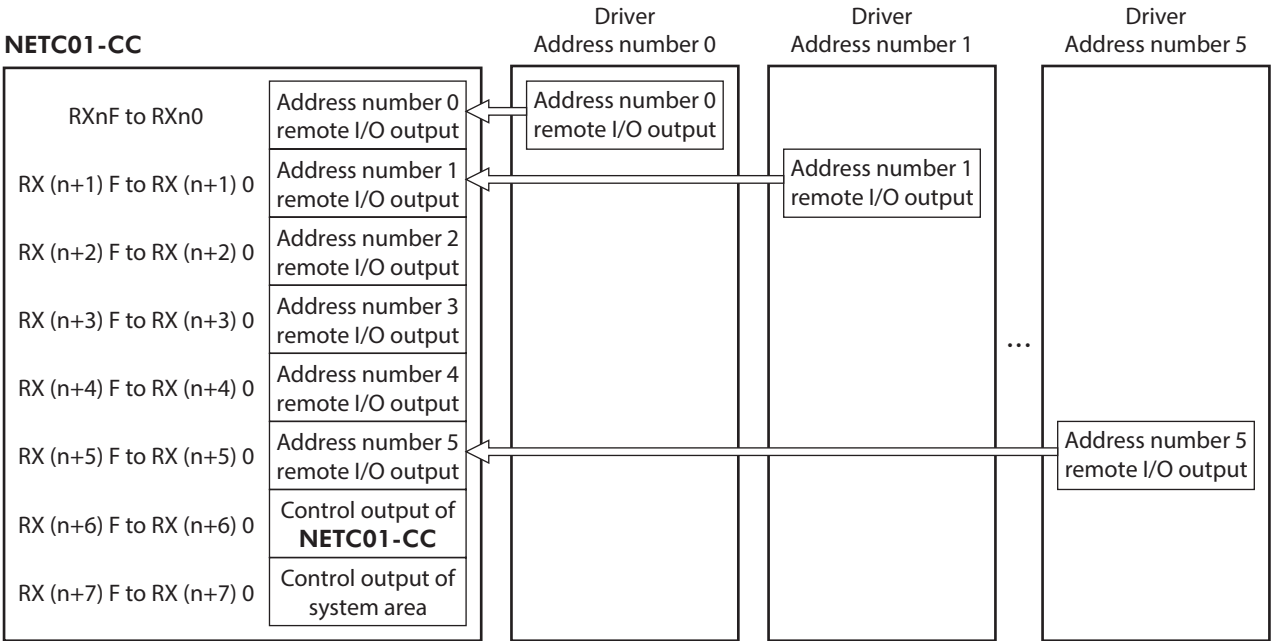 NETC01-CC
Driver
Address number 0
Driver
Address number 1
Driver
Address number 5
RXnF to RXn0
Address number 0
remote I/O output
Address number 0
remote I/O output
RX (n+1) F to RX (n+1) 0
Address number 1
remote I/O output
Address number 1
remote I/O output
RX (n+2) F to RX (n+2) 0
Address number 2
remote I/O output
RX (n+3) F to RX (n+3) 0
Address number 3
remote I/O output
...
RX (n+4) F to RX (n+4) 0
Address number 4
remote I/O output
RX (n+5) F to RX (n+5) 0
Address number 5
remote I/O output
Address number 5
remote I/O output
RX (n+6) F to RX (n+6) 0
Control output of
NETC01-CC
RX (n+7) F to RX (n+7) 0
Control output of
system area